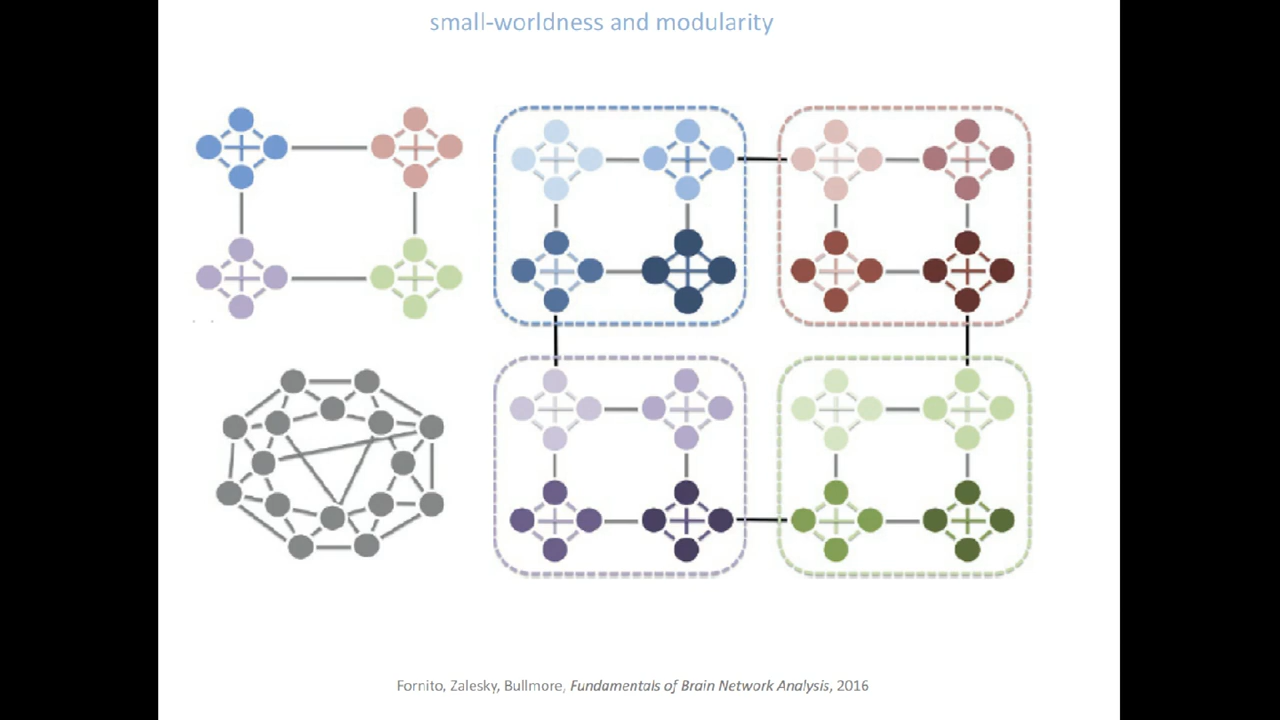 small-worldness and modularity
Fornito, Zalesky, Bullmore, Fundamentals of Brain Network Analysis, 2016